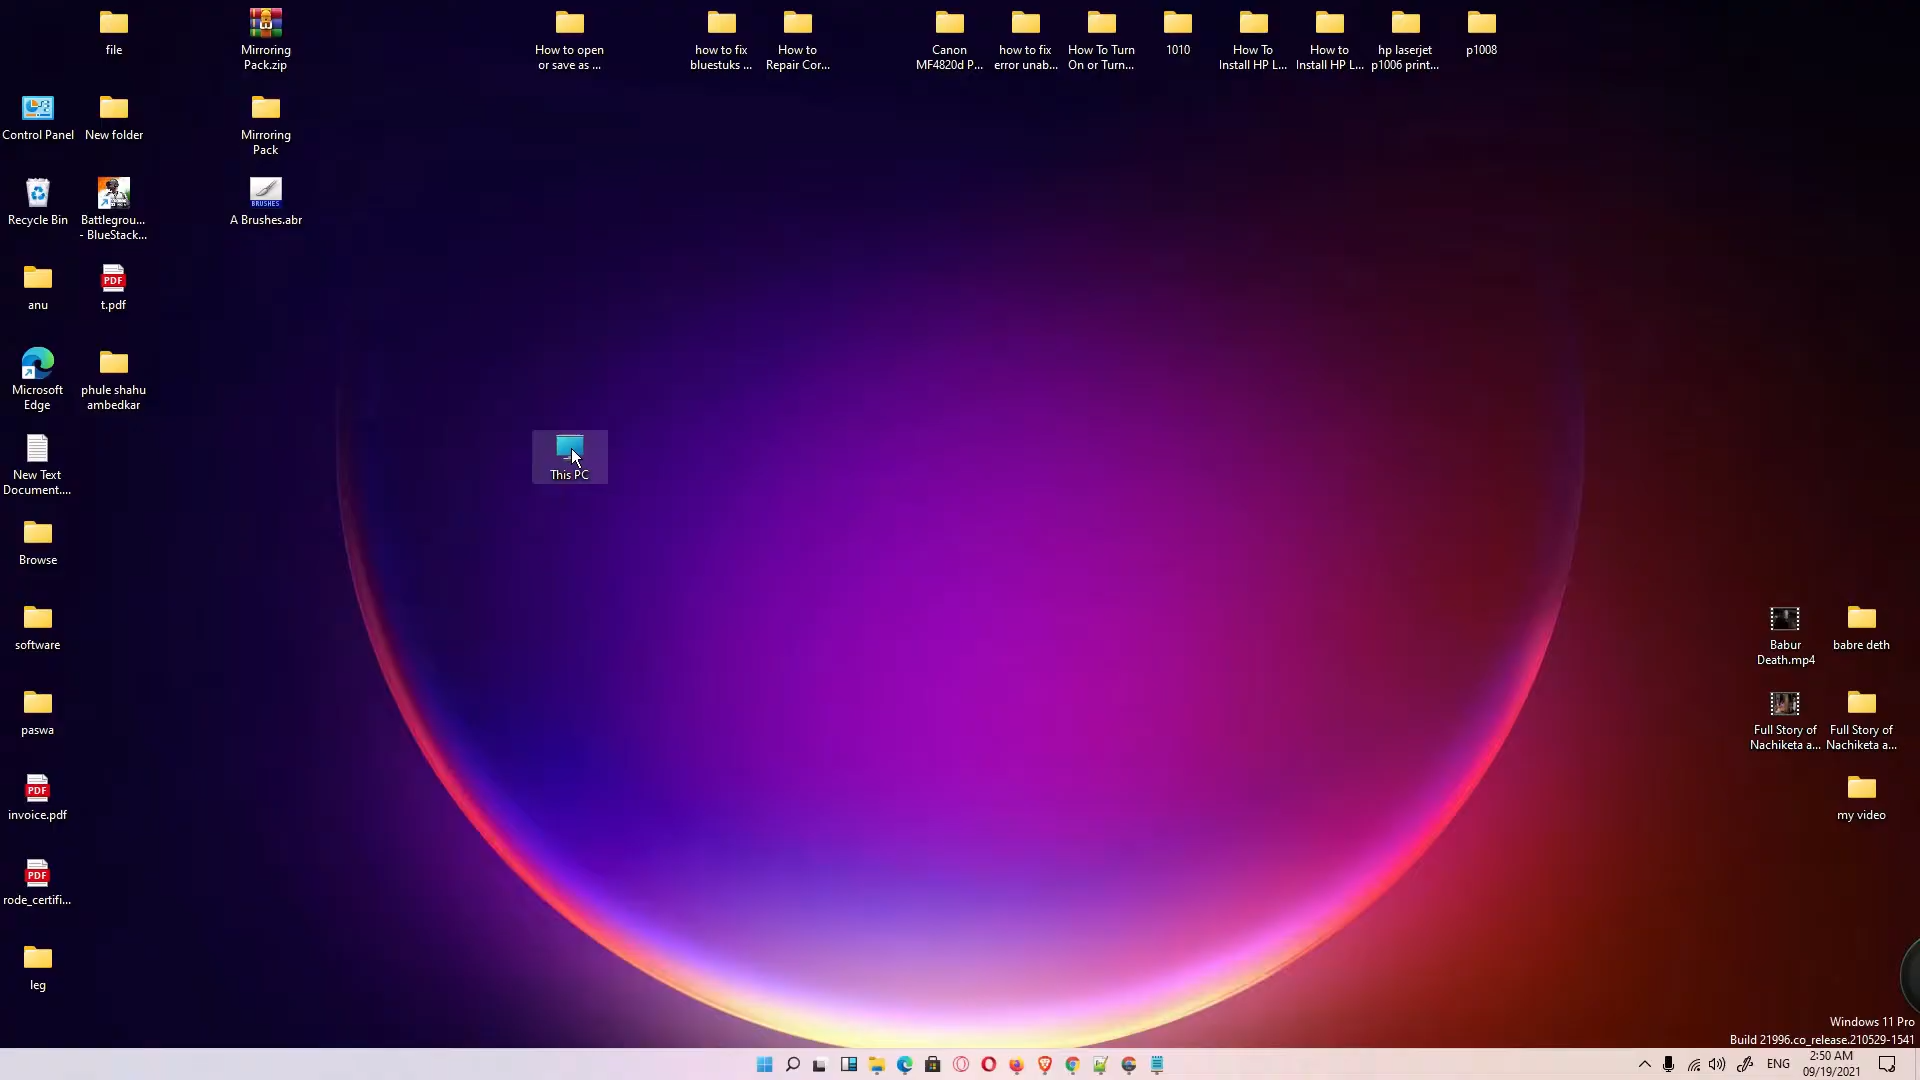 file
Mirroring
Pack.zip
How to open
or save as ...
how to fix
bluestuks ...
How to
Repair Cor...
Canon
MF4820d P...
how to fix
error unab...
How To Turn
On or Turn...
1010
How To
Install HP L...
How to
Install HP L...
hp laserjet
p1006 print...
p1008
Control Panel
New folder
Mirroring
Pack
Recycle Bin
Battlegrou...
- BlueStack...
BRUSHES
A Brushes.abr
anu
PDF
t.pdf
Microsoft
Edge
phule shahu
ambedkar
This PC
New Text
Document....
Browse
software
Babur
Death.mp4
babre deth
paswa
Full Story of
Nachiketa a...
Full Story of
Nachiketa a...
PDF
invoice.pdf
my video
PDF
rode_certifi...
leg
Windows 11 Pro
Build 21996.co_release.210529-1541
ENG
2:50 AM
09/19/2021